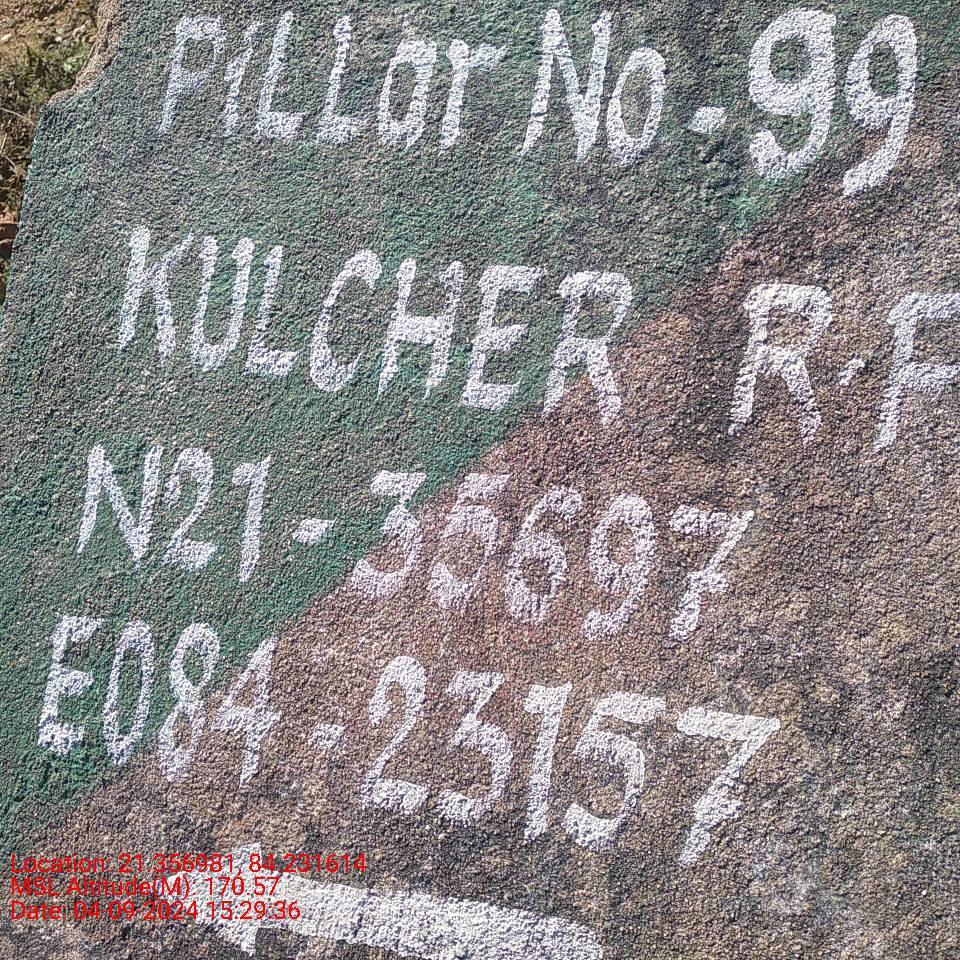 PILLar No. 99
KULCHER R.F
N21-35697
E084-23157
Location: 21.356981, 84.231614
MSL Altitude(M): 170.57
Date: 04-09-2024 15:29:36